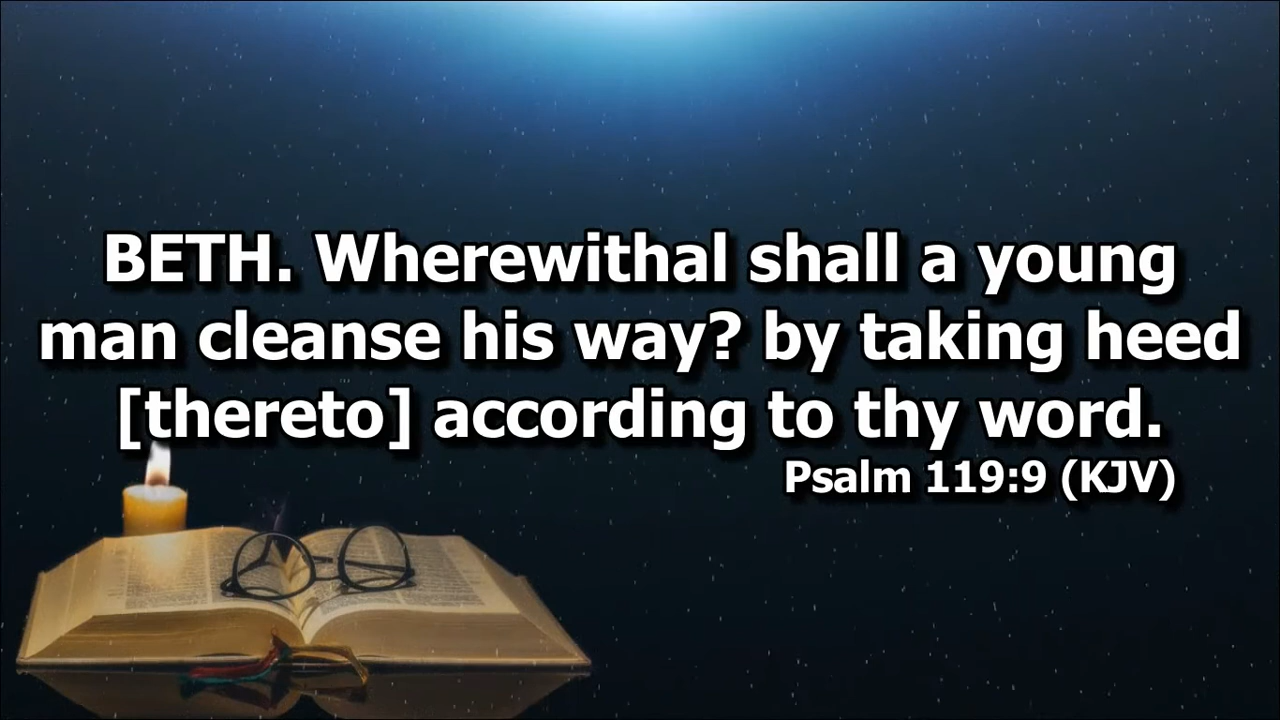 BETH. Wherewithal shall a young
man cleanse his way? by taking heed
[thereto] according to thy word.
Psalm 119:9 (KJV)